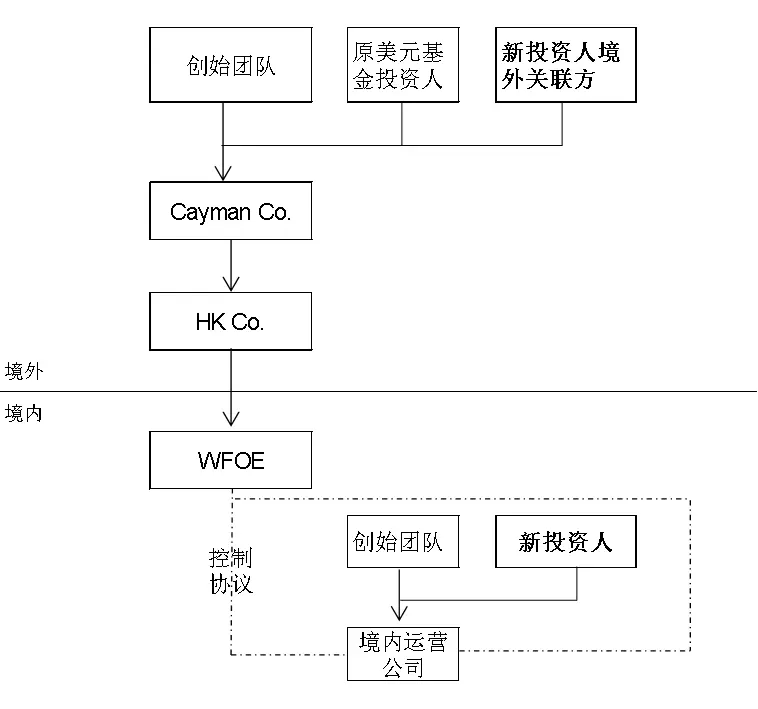 创始团队
原美元基
金投资人
新投资人境
外关联方
Cayman Co.
HK Co.
境外
境内
WFOE
控制
协议
创始团队
新投资人
境内运营
公司